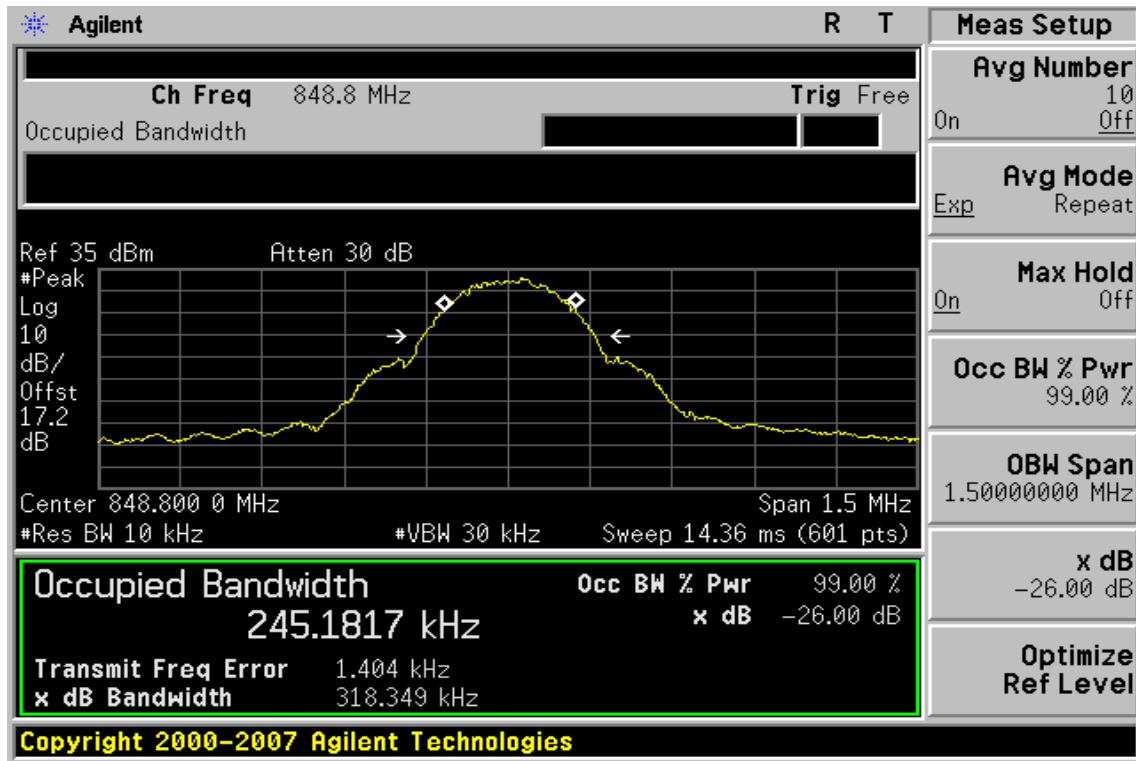 Agilent R T
Ch Freq 848.8 MHz Trig Free
Occupied Bandwidth
Ref 35 dBm Atten 30 dB
#Peak
Log
10
dB/
Offst
17.2
dB
Center 848.800 0 MHz Span 1.5 MHz
#Res BW 10 kHz #VBW 30 kHz Sweep 14.36 ms (601 pts)
Occupied Bandwidth Occ BW % Pwr 99.00 %
245.1817 kHz x dB -26.00 dB
Transmit Freq Error 1.404 kHz
x dB Bandwidth 318.349 kHz
Copyright 2000-2007 Agilent Technologies
Meas Setup
Avg Number
10
On Off
Avg Mode
Exp Repeat
Max Hold
On Off
Occ BW % Pwr
99.00 %
OBW Span
1.50000000 MHz
x dB
-26.00 dB
Optimize
Ref Level